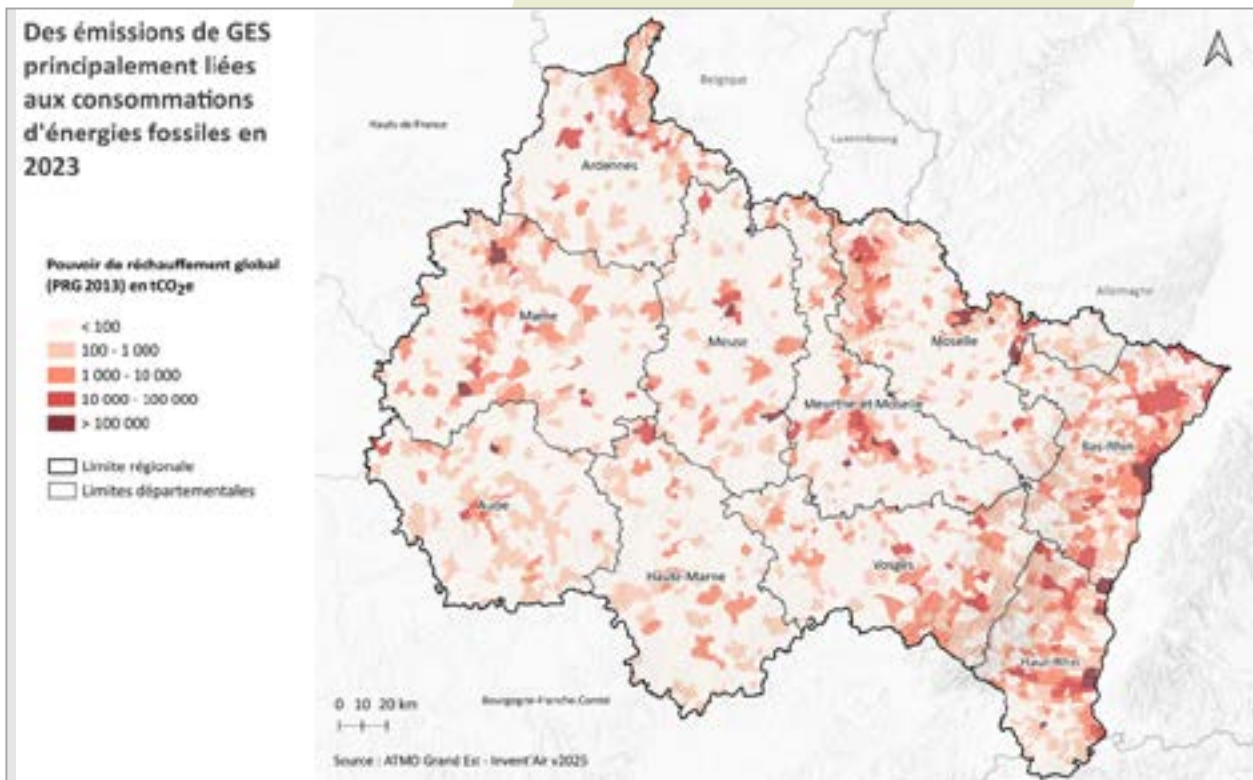 Des émissions de GES
principalement liées
aux consommations
d'énergies fossiles en
2023
Pouvoir de réchauffement global
(PRG 2013) en tCO₂e
< 100
100 - 1 000
1 000 - 10 000
10 000 - 100 000
> 100 000
Limite régionale
Limites départementales
Belgique
Hauts de France
Luxembourg
Ardennes
Allemagne
Marne
Meuse
Moselle
Meurthe et Moselle
Bas-Rhin
Aube
Vosges
Haute-Marne
Haut-Rhin
0 10 20 km
Bourgogne-Franche-Comté
Source : ATMO Grand Est - Invent'Air v2025